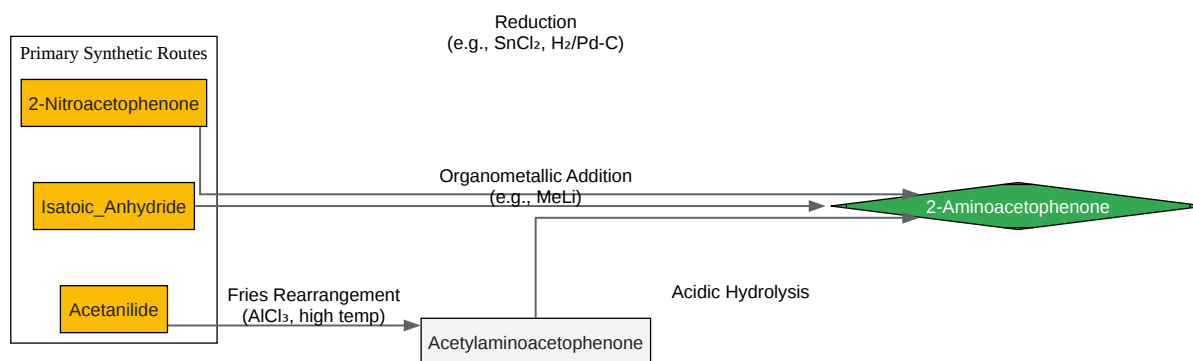 Reduction
(e.g., SnCl₂, H₂/Pd-C)
Primary Synthetic Routes
2-Nitroacetophenone
Organometallic Addition
(e.g., MeLi)
Isatoic_Anhydride
2-Aminoacetophenone
Acetanilide
Fries Rearrangement
(AlCl₃, high temp)
Acidic Hydrolysis
Acetylaminoacetophenone